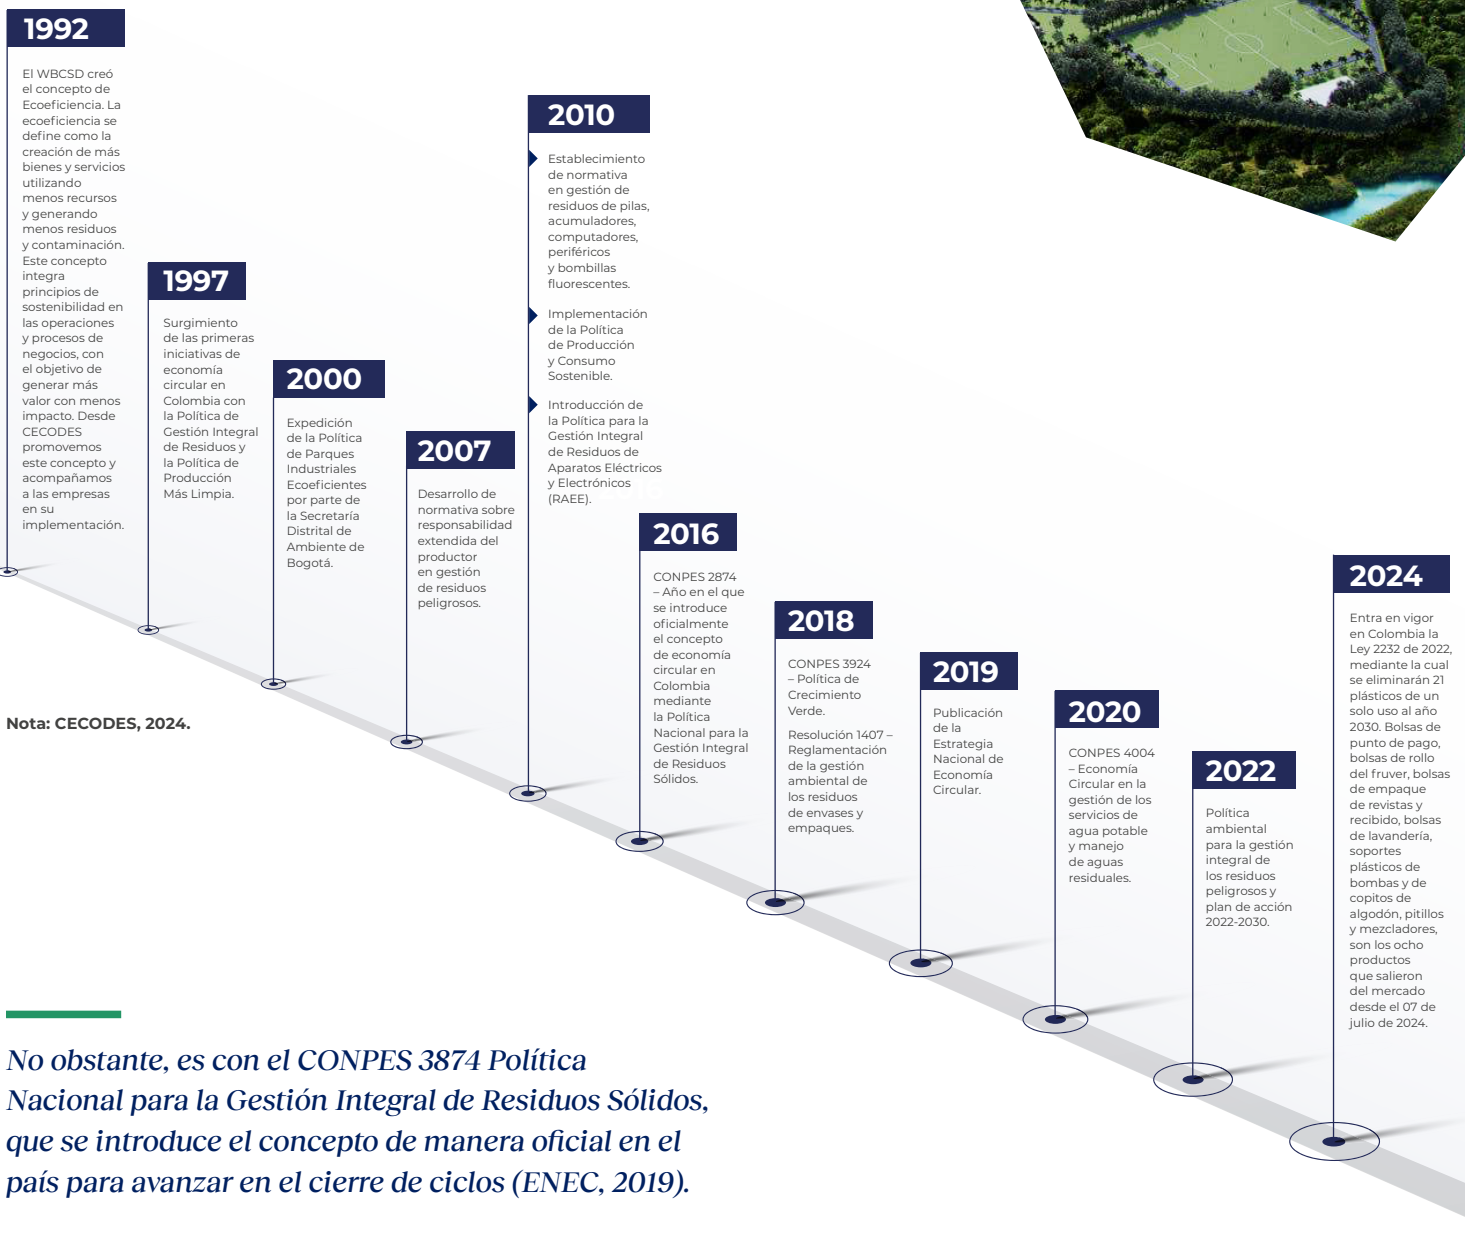 1992
El WBCSD creó
el concepto de
Ecoeficiencia. La
ecoeficiencia se
define como la
creación de más
bienes y servicios
utilizando
menos recursos
y generando
menos residuos
y contaminación.
Este concepto
integra
principios de
sostenibilidad en
las operaciones
y procesos de
negocios, con
el objetivo de
generar más
valor con menos
impacto. Desde
CECODES
promovemos
este concepto y
acompañamos
a las empresas
en su
implementación.
1997
Surgimiento
de las primeras
iniciativas de
economía
circular en
Colombia con
la Política de
Gestión Integral
de Residuos y
la Política de
Producción
Más Limpia.
2000
Expedición
de la Política
de Parques
Industriales
Ecoeficientes
por parte de
la Secretaría
Distrital de
Ambiente de
Bogotá.
2007
Desarrollo de
normativa sobre
responsabilidad
extendida del
productor
en gestión
de residuos
peligrosos.
2010
Establecimiento
de normativa
en gestión de
residuos de pilas,
acumuladores,
computadores,
periféricos
y bombillas
fluorescentes.
Implementación
de la Política
de Producción
y Consumo
Sostenible.
Introducción de
la Política para la
Gestión Integral
de Residuos de
Aparatos Eléctricos
y Electrónicos
(RAEE).
2016
CONPES 2874
– Año en el que
se introduce
oficialmente
el concepto
de economía
circular en
Colombia
mediante
la Política
Nacional para la
Gestión Integral
de Residuos
Sólidos.
2018
CONPES 3924
– Política de
Crecimiento
Verde.
Resolución 1407 –
Reglamentación
de la gestión
ambiental de
los residuos
de envases y
empaques.
2019
Publicación
de la
Estrategia
Nacional de
Economía
Circular.
2020
CONPES 4004
– Economía
Circular en la
gestión de los
servicios de
agua potable
y manejo
de aguas
residuales.
2022
Política
ambiental
para la gestión
integral de
los residuos
peligrosos y
plan de acción
2022-2030.
2024
Entra en vigor
en Colombia la
Ley 2232 de 2022,
mediante la cual
se eliminarán 21
plásticos de un
solo uso al año
2030. Bolsas de
punto de pago,
bolsas de rollo
del fruver, bolsas
de empaque
de revistas y
recibido, bolsas
de lavandería,
soportes
plásticos de
bombas y de
copitos de
algodón, pitillos
y mezcladores,
son los ocho
productos
que salieron
del mercado
desde el 07 de
julio de 2024.
Nota: CECODES, 2024.
No obstante, es con el CONPES 3874 Política
Nacional para la Gestión Integral de Residuos Sólidos,
que se introduce el concepto de manera oficial en el
país para avanzar en el cierre de ciclos (ENEC, 2019).